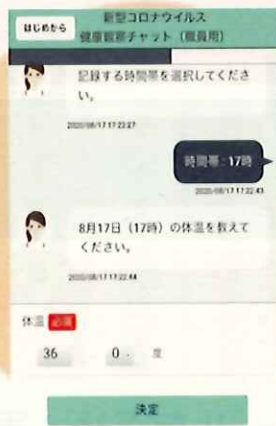 はじめから
新型コロナウイルス
健康観察チャット（職員用）
記録する時間帯を選択してくださ
い。
2020/08/17 17:22:27
時間帯：17時
2020/08/17 17:22:43
8月17日（17時）の体温を教えて
ください。
2020/08/17 17:22:44
体温 必須
36 0 度
決定